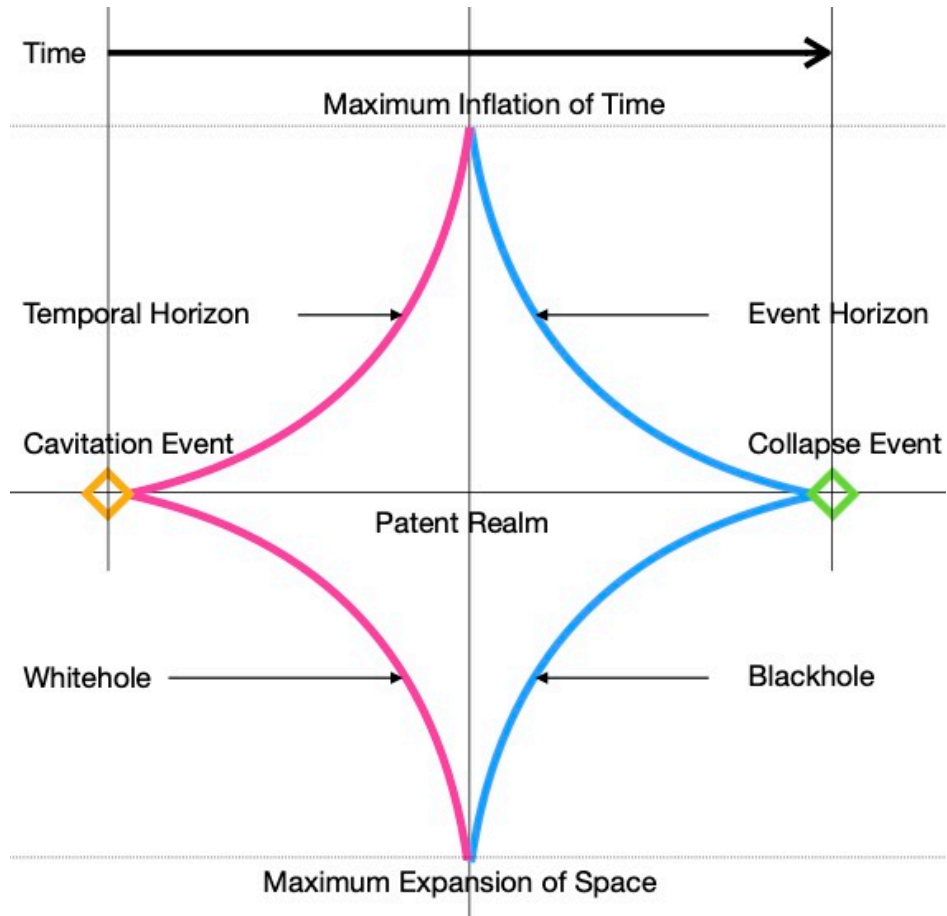 Time
Maximum Inflation of Time
Temporal Horizon
Event Horizon
Cavitation Event
Collapse Event
Patent Realm
Whitehole
Blackhole
Maximum Expansion of Space